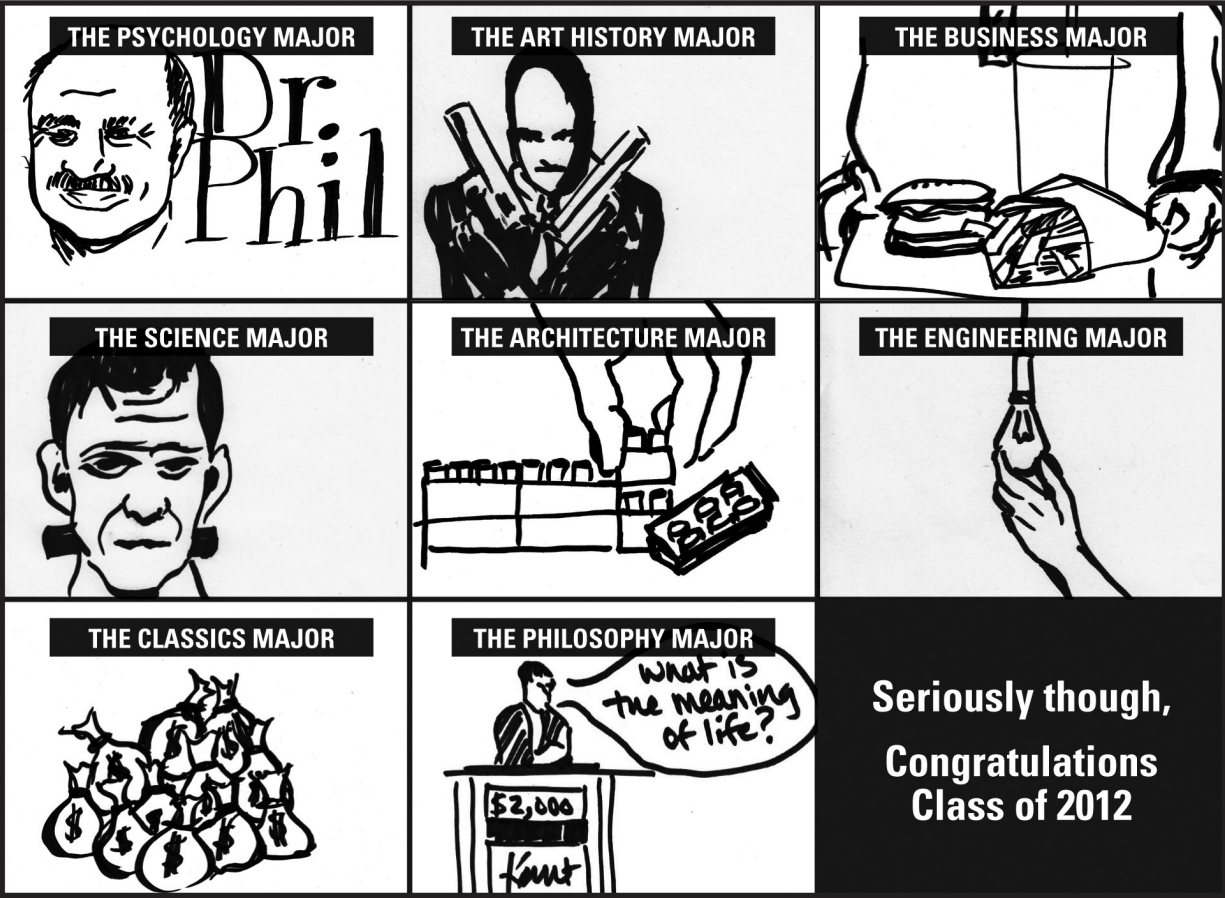 THE PSYCHOLOGY MAJOR
Dr.
Phil
THE ART HISTORY MAJOR
THE BUSINESS MAJOR
THE SCIENCE MAJOR
THE ARCHITECTURE MAJOR
THE ENGINEERING MAJOR
THE CLASSICS MAJOR
$ $ $ $ $ $ $ $
THE PHILOSOPHY MAJOR
what is
the meaning
of life?
$2,000
Kant
Seriously though,
Congratulations
Class of 2012